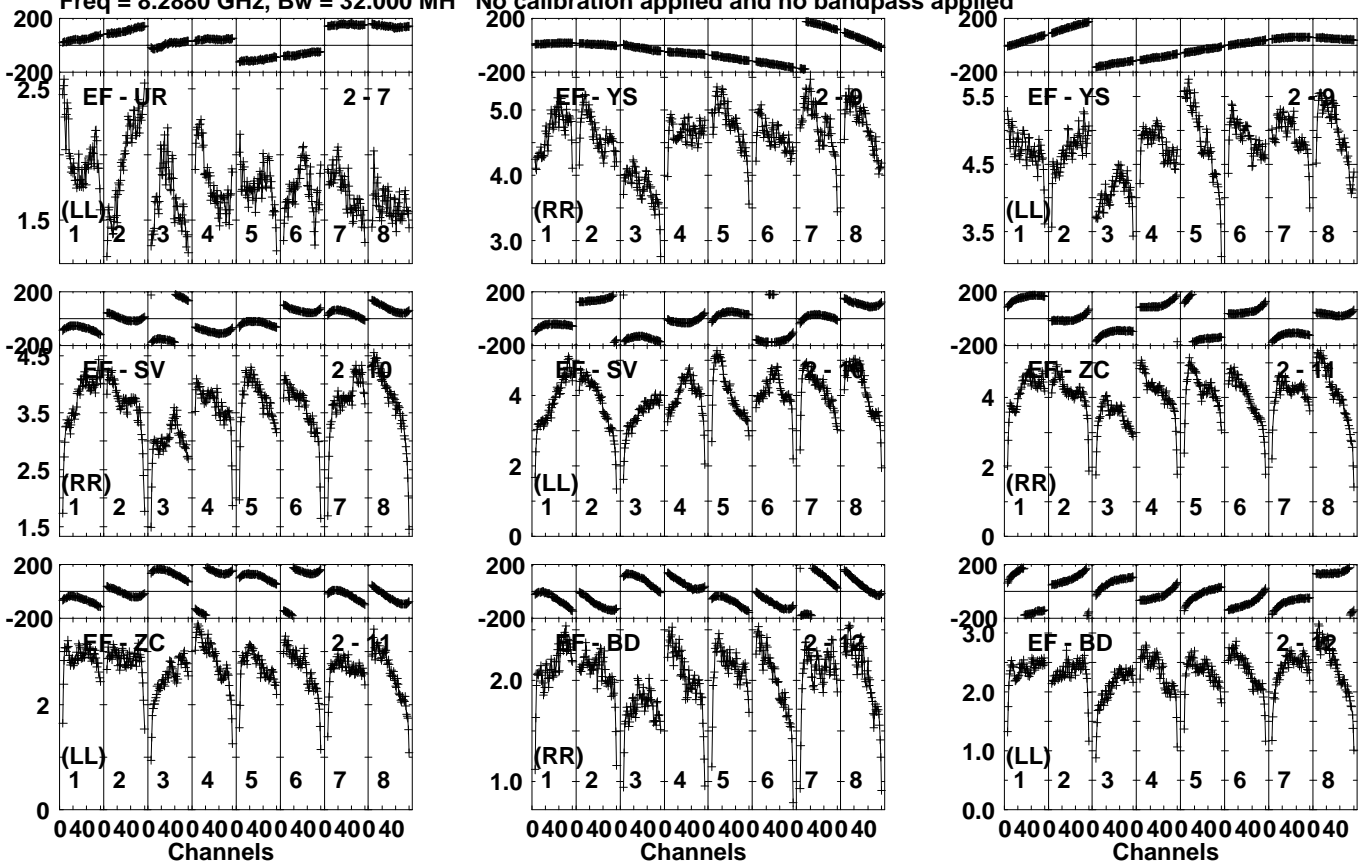 Freq = 8.2880 GHz, Bw = 32.000 MH No calibration applied and no bandpass applied
200 200 200
-200 -200 -200
2.5 EF - UR 2 - 7 5.0 EF - YS 2 - 9 5.5 EF - YS 2 - 9
4.0 4.5
1.5 (LL) (RR) 3.5 (LL)
1 2 3 4 5 6 7 8 3.0 1 2 3 4 5 6 7 8 1 2 3 4 5 6 7 8
200 200 200
-200 -200 -200
4.5 EF - SV 2 - 10 EF - SV 2 - 10 EF - ZC 2 - 11
3.5 4 4
2.5 2 2
(RR) (LL) (RR)
1 2 3 4 5 6 7 8 1 2 3 4 5 6 7 8 1 2 3 4 5 6 7 8
1.5 0 0
200 200 200
-200 -200 -200
EF - ZC 2 - 11 EF - BD 2 - 12 3.0 EF - BD 2 - 12
2 2.0 2.0
(LL) (RR) 1.0 (LL)
1 2 3 4 5 6 7 8 1.0 1 2 3 4 5 6 7 8 1 2 3 4 5 6 7 8
0 0.0
0 40 0 40 0 40 0 40 0 40 0 40 0 40 0 40 0 40 0 40 0 40 0 40 0 40 0 40 0 40 0 40 0 40 0 40 0 40 0 40 0 40 0 40 0 40 0 40
Channels Channels Channels